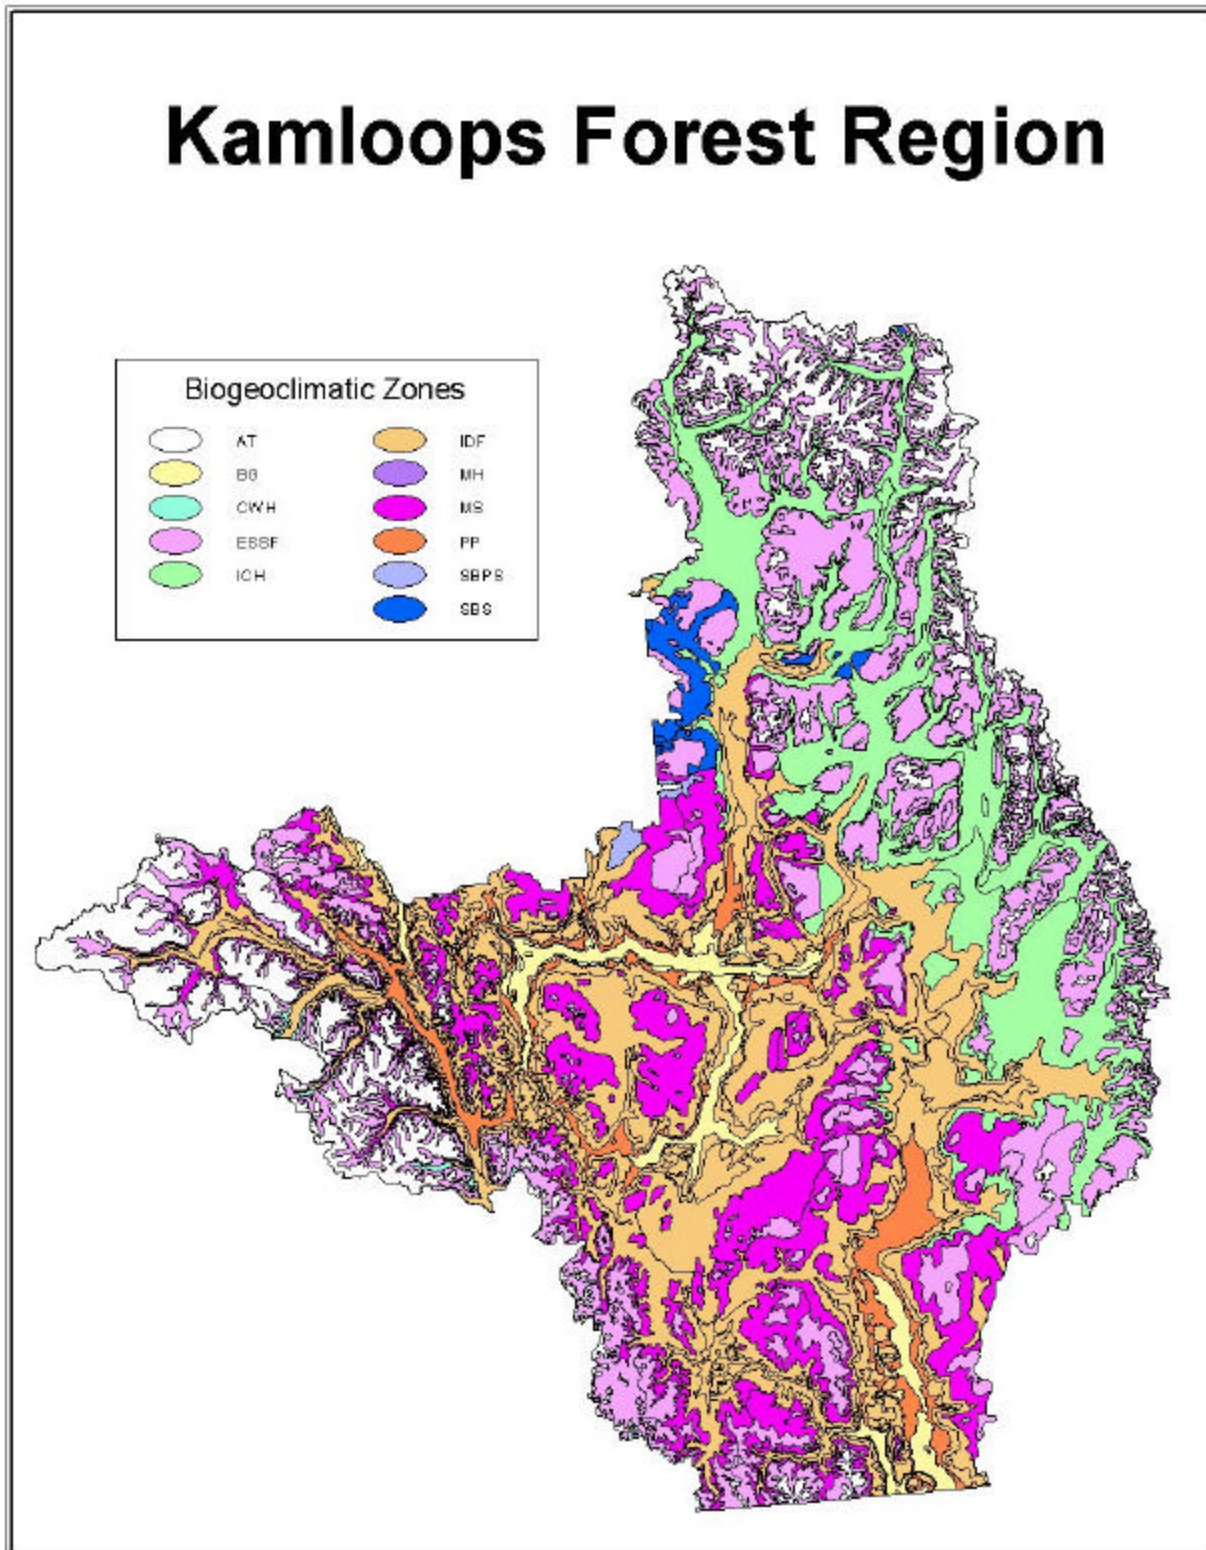 Kamloops Forest Region
Biogeoclimatic Zones
AT
BG
CWH
ESSF
ICH
IDF
MH
MS
PP
SBPS
SBS